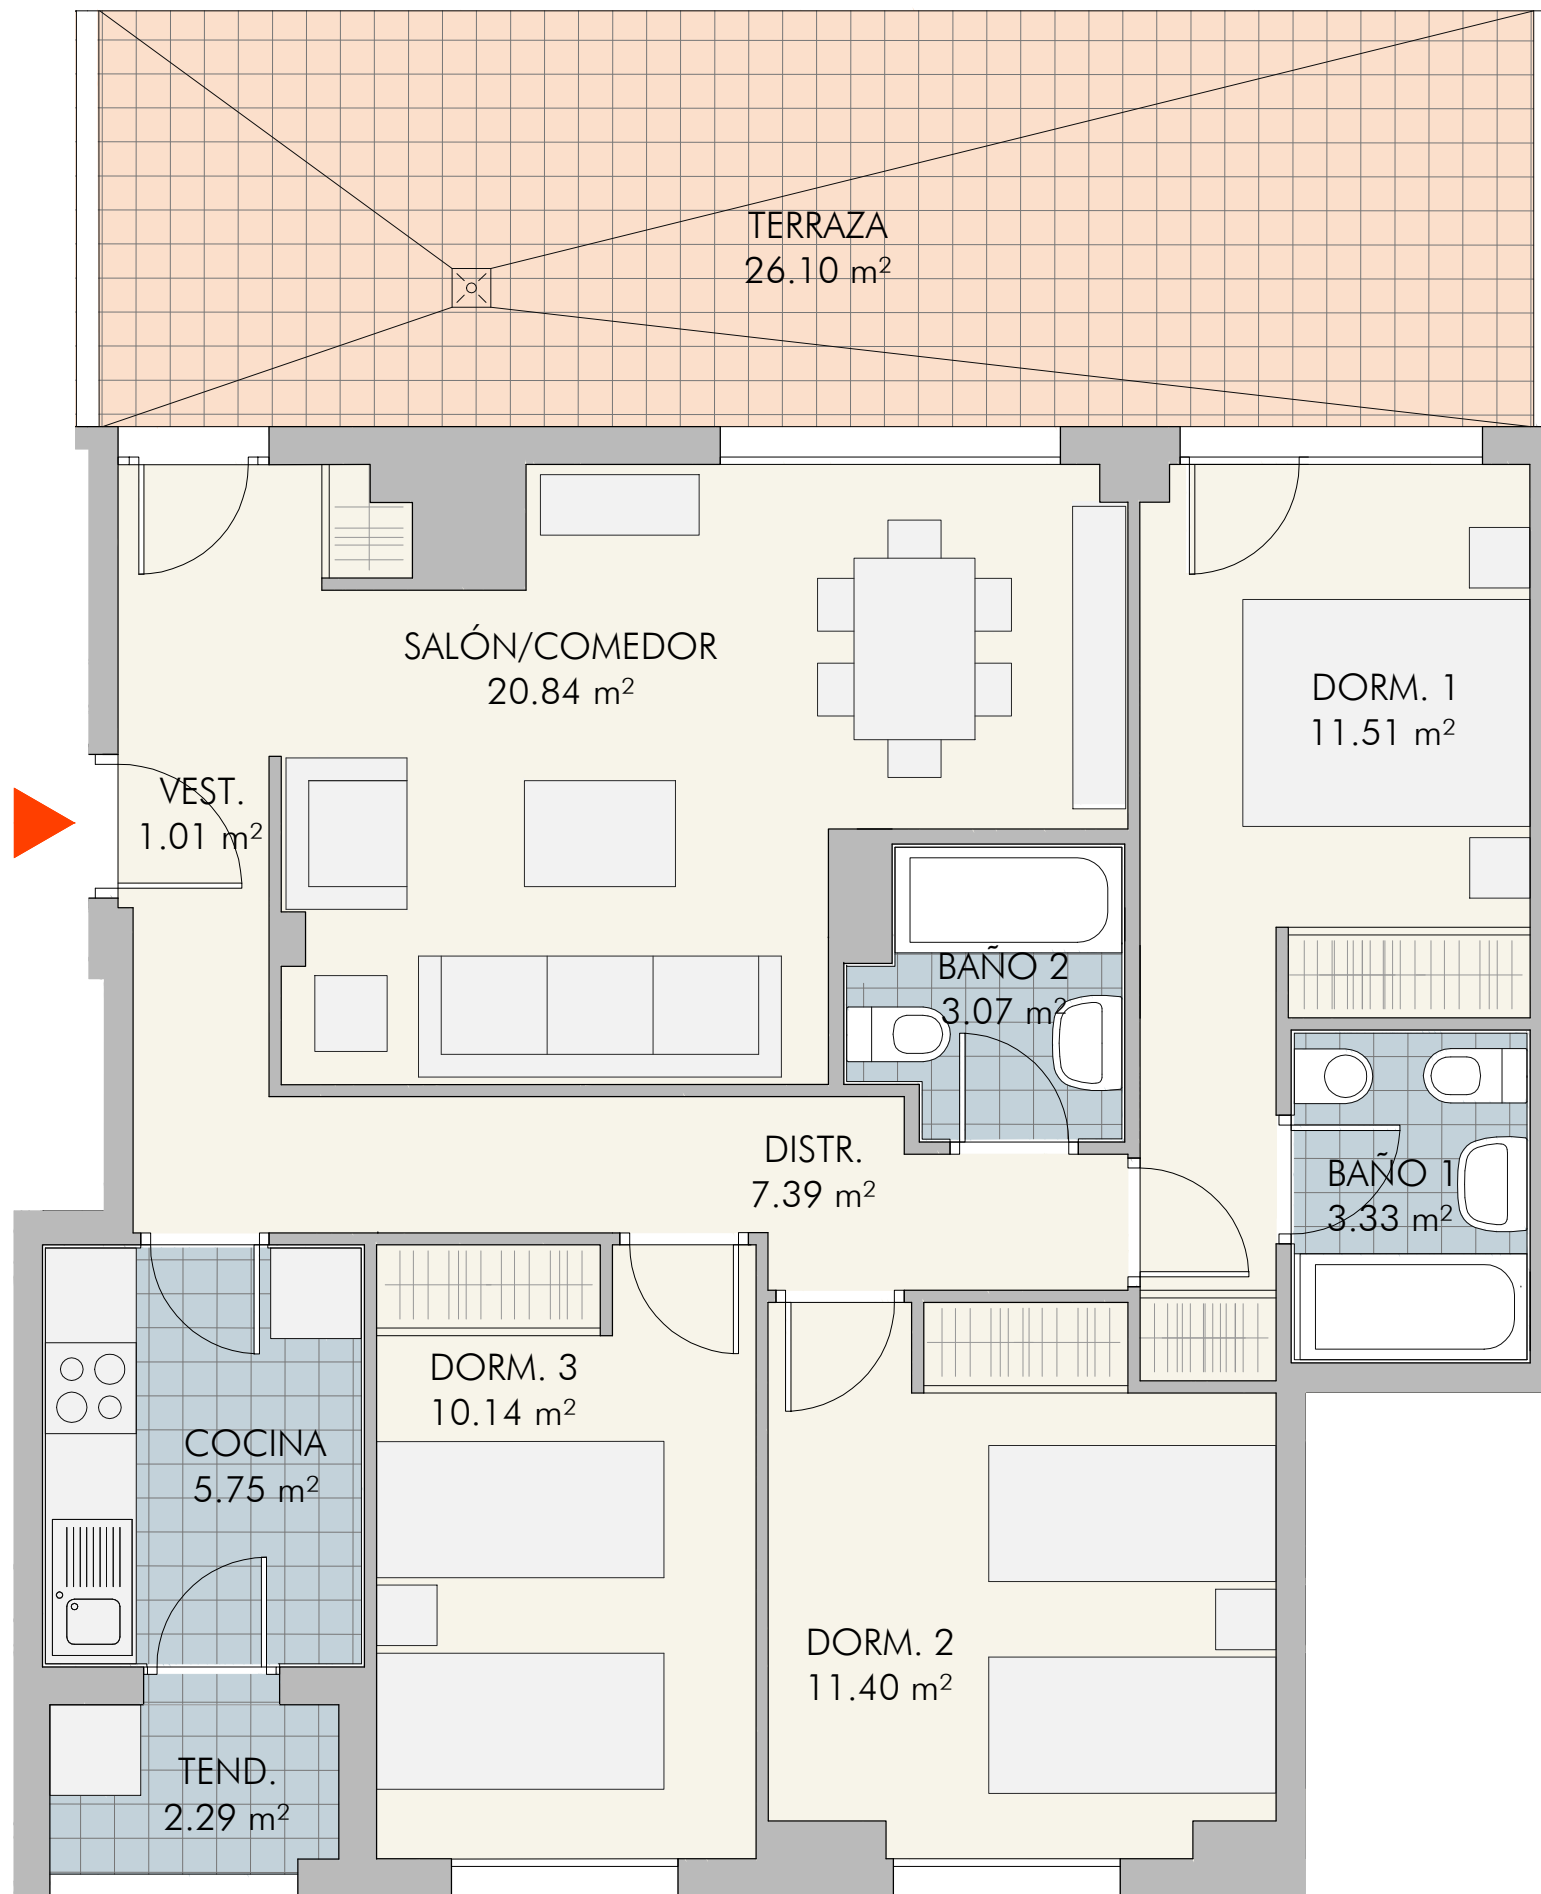 TERRAZA
26.10 m²
SALÓN/COMEDOR
20.84 m²
DORM. 1
11.51 m²
VEST.
1.01 m²
BAÑO 2
3.07 m²
DISTR.
7.39 m²
BAÑO 1
3.33 m²
DORM. 3
10.14 m²
COCINA
5.75 m²
DORM. 2
11.40 m²
TEND.
2.29 m²